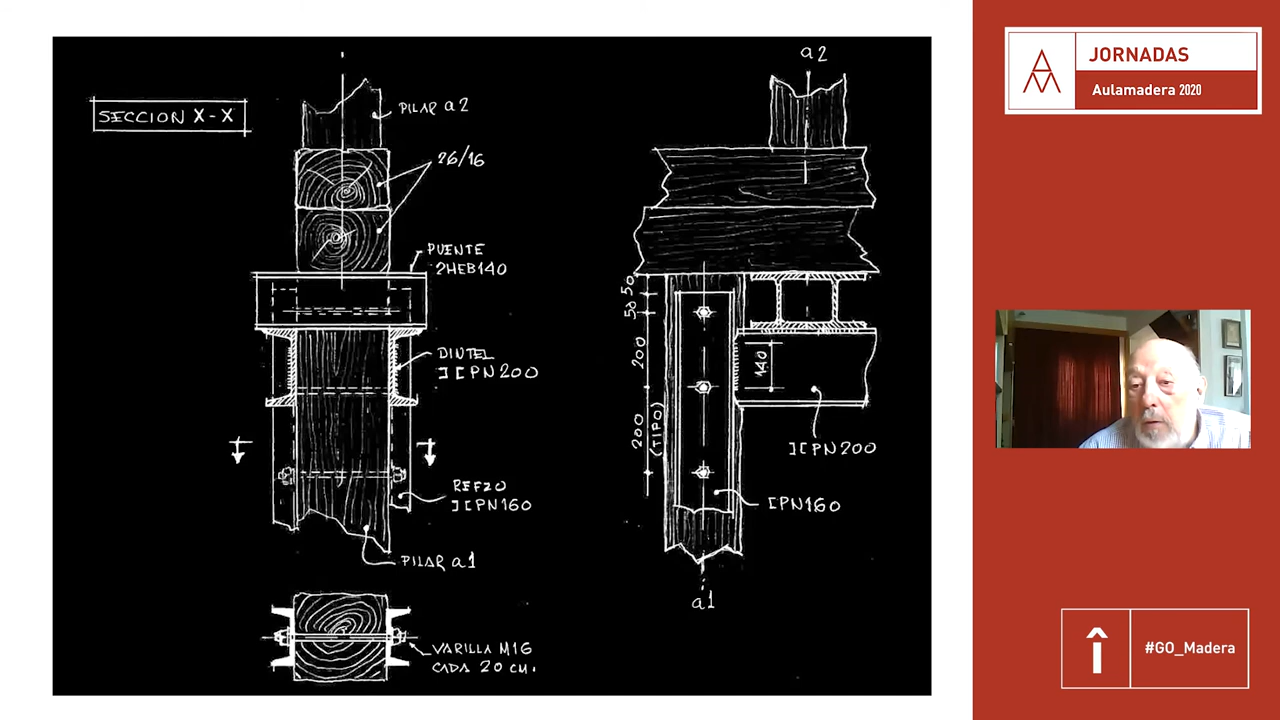 SECCION X-X
PILAR a2
26/16
PUENTE
2HEB140
DINTEL
][PN200
REFZO
][PN160
PILAR a1
VARILLA M16
CADA 20 CM.
a2
50
50
200
200
(TIPO)
140
][PN200
[PN160
a1
JORNADAS
Aulamadera 2020
#GO_Madera